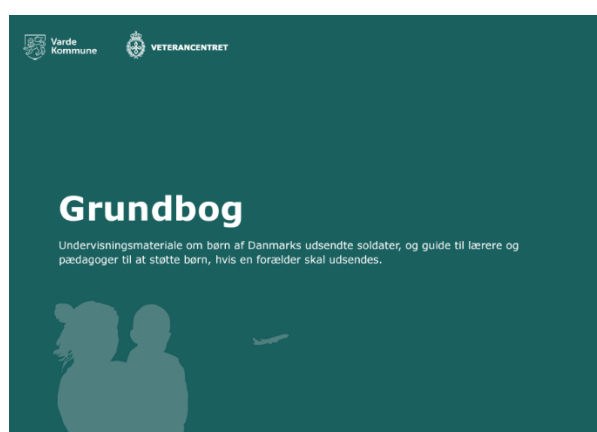 Varde
Kommune
VETERANCENTRET
Grundbog
Undervisningsmateriale om børn af Danmarks udsendte soldater, og guide til lærere og
pædagoger til at støtte børn, hvis en forælder skal udsendes.